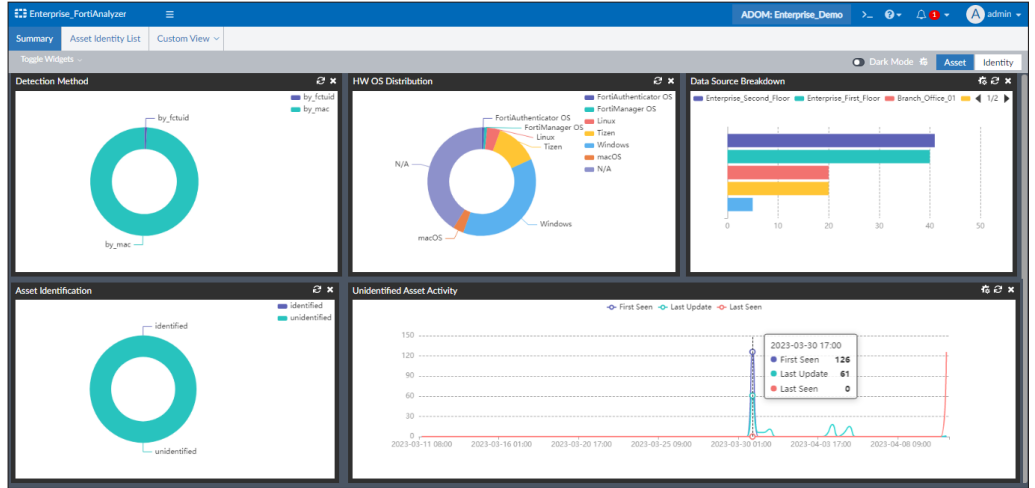 Enterprise_FortiAnalyzer
ADOM: Enterprise_Demo >_ 1 A admin
Summary Asset Identity List Custom View
Toggle Widgets Dark Mode Asset Identity
Detection Method
by_fctuid
by_mac
by_fctuid
by_mac
HW OS Distribution
FortiAuthenticator OS
FortiManager OS
Linux
Tizen
Windows
macOS
N/A
FortiAuthenticator OS
FortiManager OS
Linux
Tizen
N/A
Windows
macOS
Data Source Breakdown
Enterprise_Second_Floor Enterprise_First_Floor Branch_Office_01 1/2
0 10 20 30 40 50
Asset Identification
identified
unidentified
identified
unidentified
Unidentified Asset Activity
First Seen Last Update Last Seen
150
120
90
60
30
0
2023-03-30 17:00
First Seen 126
Last Update 61
Last Seen 0
2023-03-11 08:00 2023-03-16 01:00 2023-03-20 17:00 2023-03-25 09:00 2023-03-30 01:00 2023-04-03 17:00 2023-04-08 09:00